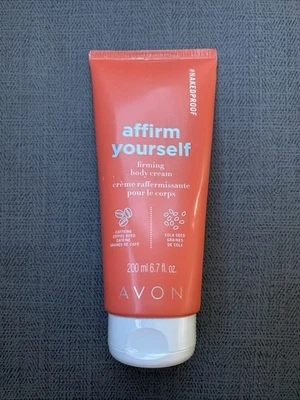 #NAKEDPROOF
affirm
yourself
firming
body cream
crème raffermissante
pour le corps
CAFFEINE
COFFEE SEED
CAFÉINE
GRAINES DE CAFÉ
COLA SEED
GRAINES
DE COLA
200 ml 6.7 fl. oz.
AVON